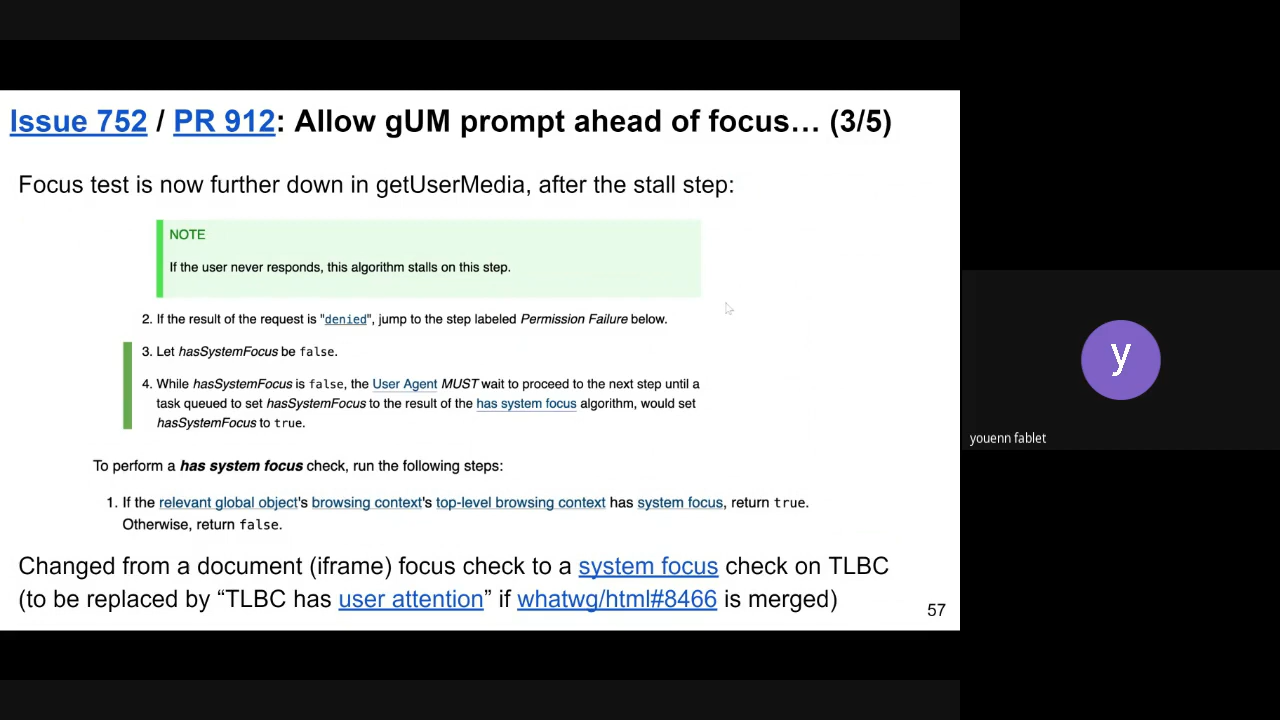 Issue 752 / PR 912: Allow gUM prompt ahead of focus... (3/5)
Focus test is now further down in getUserMedia, after the stall step:
NOTE
If the user never responds, this algorithm stalls on this step.
2. If the result of the request is "denied", jump to the step labeled Permission Failure below.
3. Let hasSystemFocus be false.
4. While hasSystemFocus is false, the User Agent MUST wait to proceed to the next step until a
task queued to set hasSystemFocus to the result of the has system focus algorithm, would set
hasSystemFocus to true.
To perform a has system focus check, run the following steps:
1. If the relevant global object's browsing context's top-level browsing context has system focus, return true.
Otherwise, return false.
Changed from a document (iframe) focus check to a system focus check on TLBC
(to be replaced by “TLBC has user attention” if whatwg/html#8466 is merged)
57
y
youenn fablet